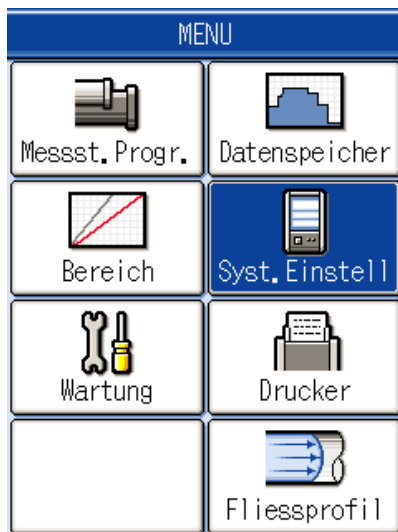 MENU
Messst.Progr.
Datenspeicher
Bereich
Syst.Einstell
Wartung
Drucker
Fliessprofil